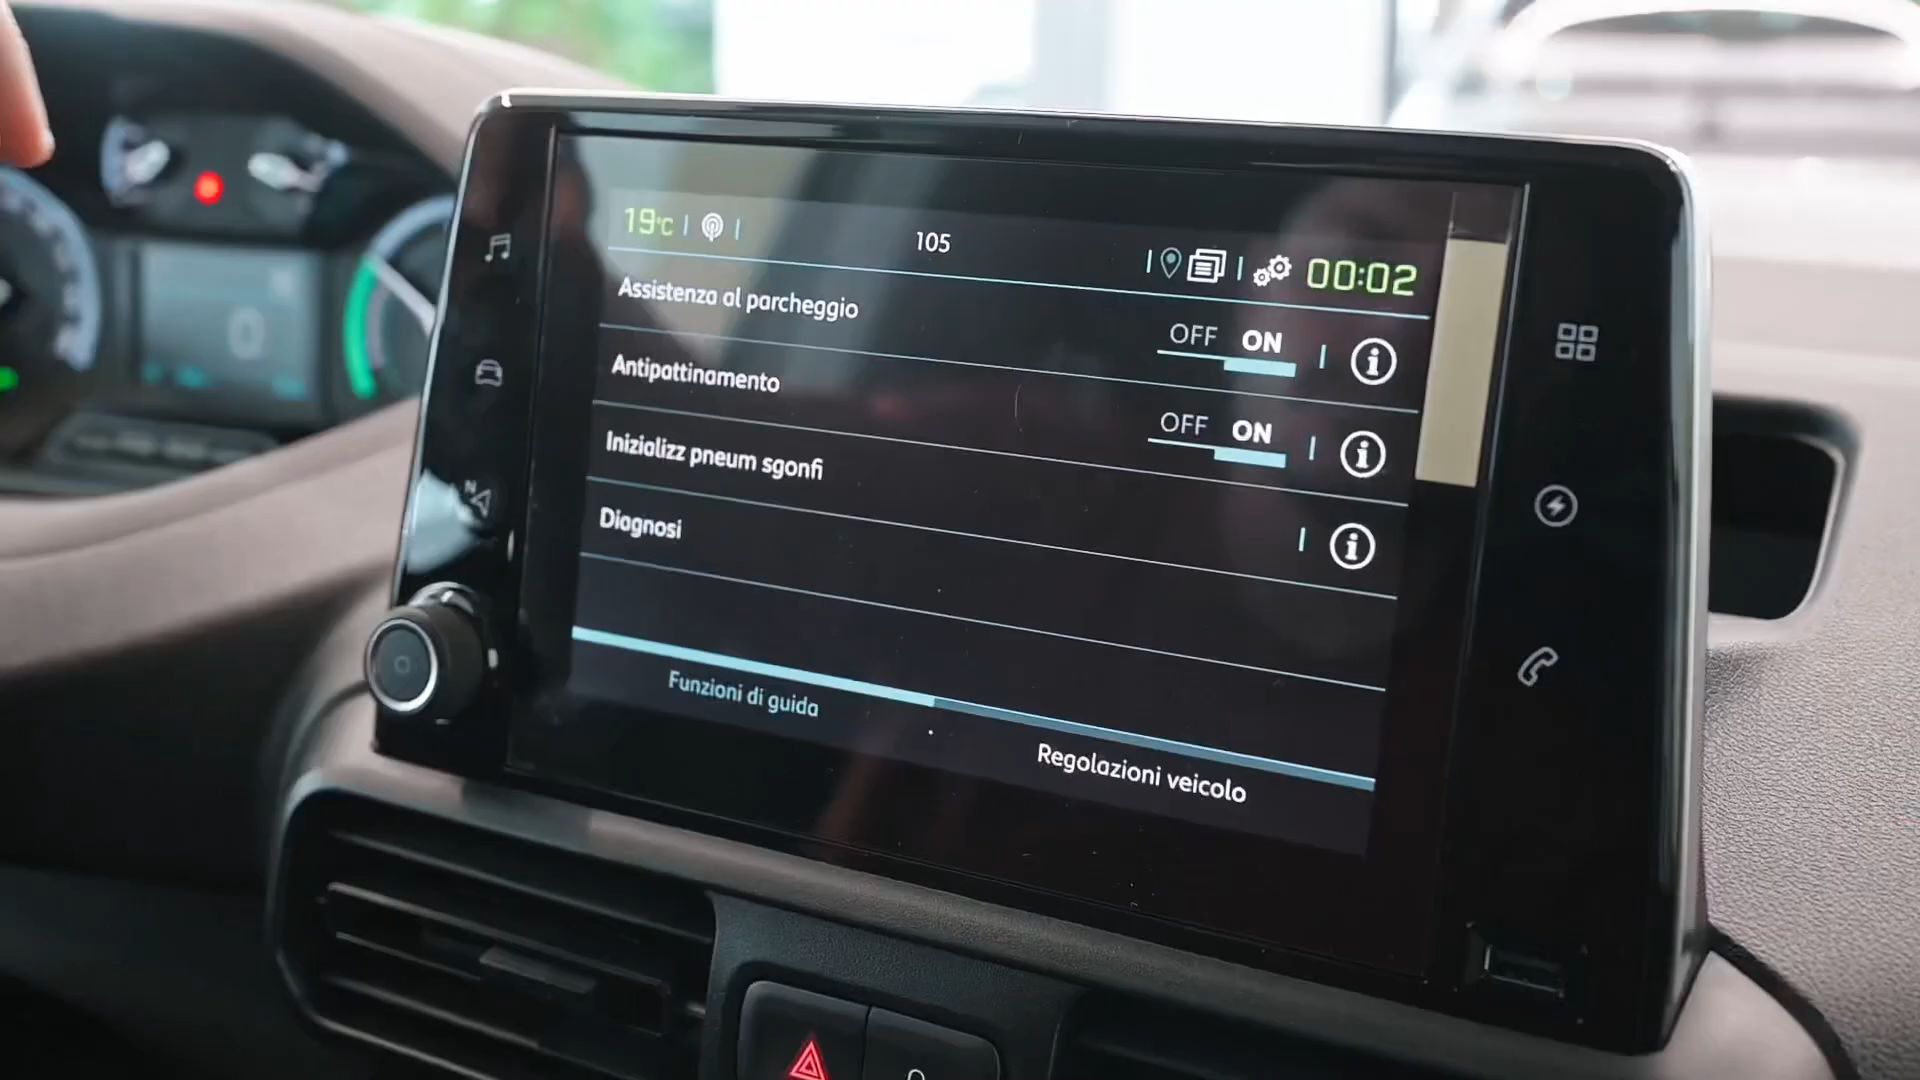 19°C 105 00:02
Assistenza al parcheggio OFF ON
Antipattinamento OFF ON
Inizializz pneum sgonfi
Diagnosi
Funzioni di guida
Regolazioni veicolo
N
0